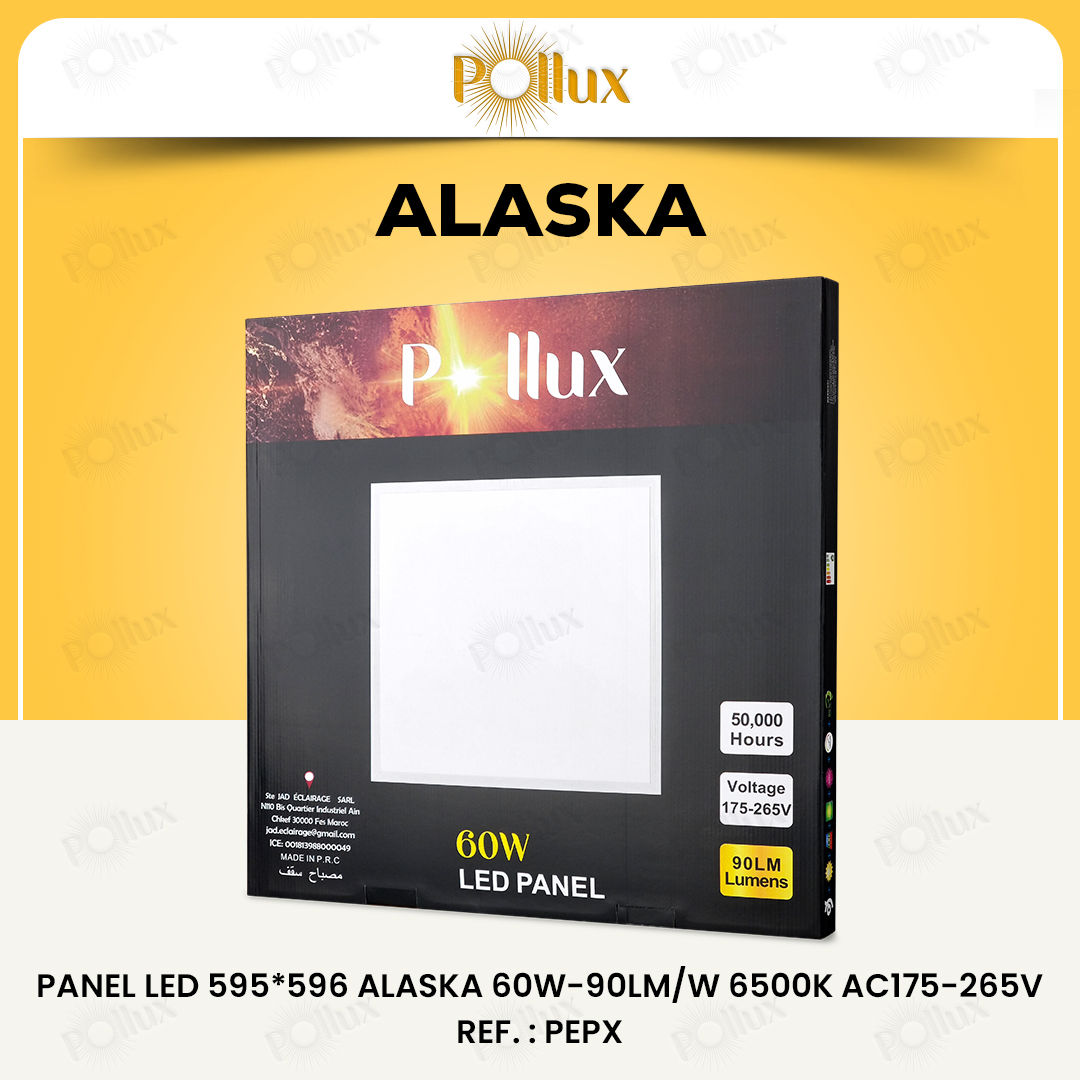 Pollux
ALASKA
Pollux
50,000
Hours
Voltage
175-265V
90LM
Lumens
Ste JAD ÉCLAIRAGE SARL
N110 Bis Quartier Industriel Ain
Chkef 30000 Fes Maroc
jad.eclairage@gmail.com
ICE: 001813988000049
MADE IN P.R.C
مصباح سقف
60W
LED PANEL
PANEL LED 595*596 ALASKA 60W-90LM/W 6500K AC175-265V
REF. : PEPX